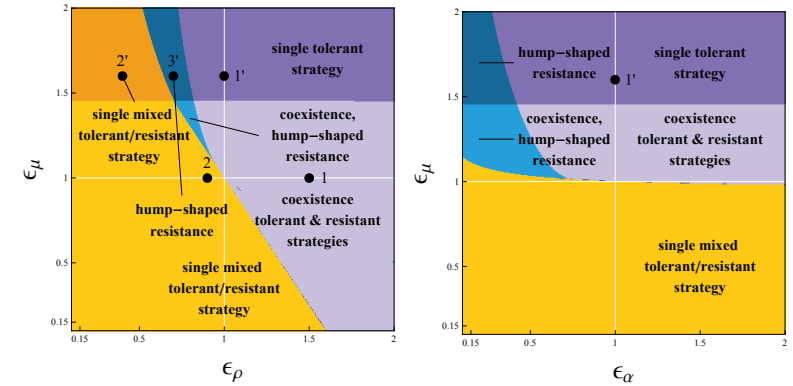 2
1.5
1
0.5
0.15
ϵμ
2'
3'
1'
single tolerant
strategy
single mixed
tolerant/resistant
strategy
coexistence,
hump−shaped
resistance
2
1
hump−shaped
resistance
coexistence
tolerant & resistant
strategies
single mixed
tolerant/resistant
strategy
0.15
0.5
1
1.5
2
ϵρ
2
1.5
1
0.5
0.15
ϵμ
hump−shaped
resistance
single tolerant
strategy
1'
coexistence,
hump−shaped
resistance
coexistence
tolerant & resistant
strategies
single mixed
tolerant/resistant
strategy
0.15
0.5
1
1.5
2
ϵα